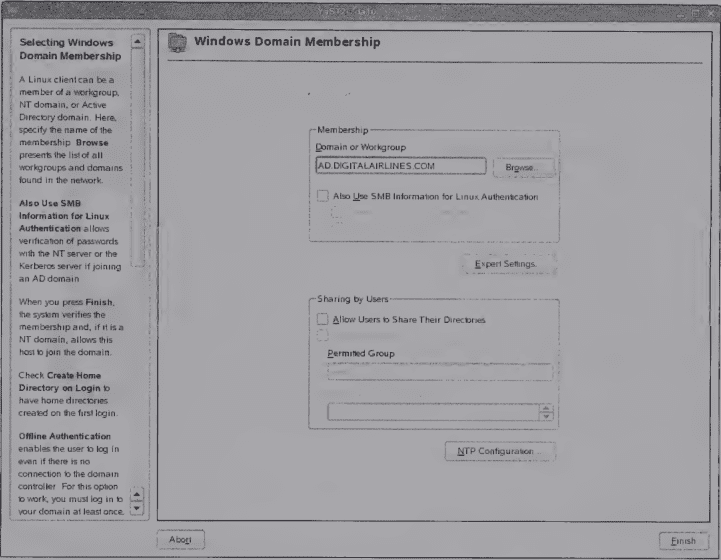 Selecting Windows
Domain Membership
A Linux client can be a
member of a workgroup,
NT domain, or Active
Directory domain. Here,
specify the name of the
membership. Browse
presents the list of all
workgroups and domains
found in the network.
Also Use SMB
Information for Linux
Authentication allows
verification of passwords
with the NT server or the
Kerberos server if joining
an AD domain
When you press Finish,
the system verifies the
membership and, if it is a
NT domain, allows this
host to join the domain.
Check Create Home
Directory on Login to
have home directories
created on the first login.
Offline Authentication
enables the user to log in
even if there is no
connection to the domain
controller. For this option
to work, you must log in to
your domain at least once.
Windows Domain Membership
Membership
Domain or Workgroup
AD.DIGITALAIRLINES.COM
Browse...
Also Use SMB Information for Linux Authentication
Expert Settings...
Sharing by Users
Allow Users to Share Their Directories
Permitted Group
NTP Configuration...
Abort
Finish